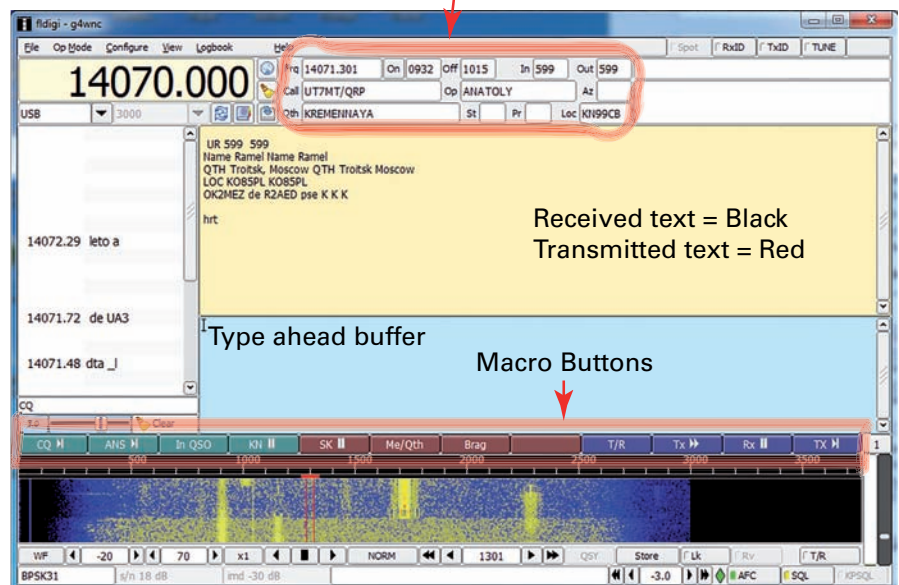 fldigi - g4wnc
File Op Mode Configure View Logbook Help Spot RxID TxID TUNE
14070.000 Frq 14071.301 On 0932 Off 1015 In 599 Out 599
Call UT7MT/QRP Op ANATOLY Az
USB 3000 Qth KREMENNAYA St Pr Loc KN99CB
UR 599 599
Name Ramel Name Ramel
QTH Troitsk, Moscow QTH Troitsk Moscow
LOC KO85PL KO85PL
OK2MEZ de R2AED pse K K K
hrt
Received text = Black
Transmitted text = Red
14072.29 leto a
14071.72 de UA3
14071.48 dta _l
Type ahead buffer
Macro Buttons
CQ
3.0 Clear
CQ ANS In QSO KN SK Me/Qth Brag T/R Tx Rx TX 1
500 1000 1500 2000 2500 3000 3500
WF -20 70 x1 NORM 1301 QSY Store Lk Rv T/R
BPSK31 s/n 18 dB imd -30 dB -3.0 AFC SQL KPSQL